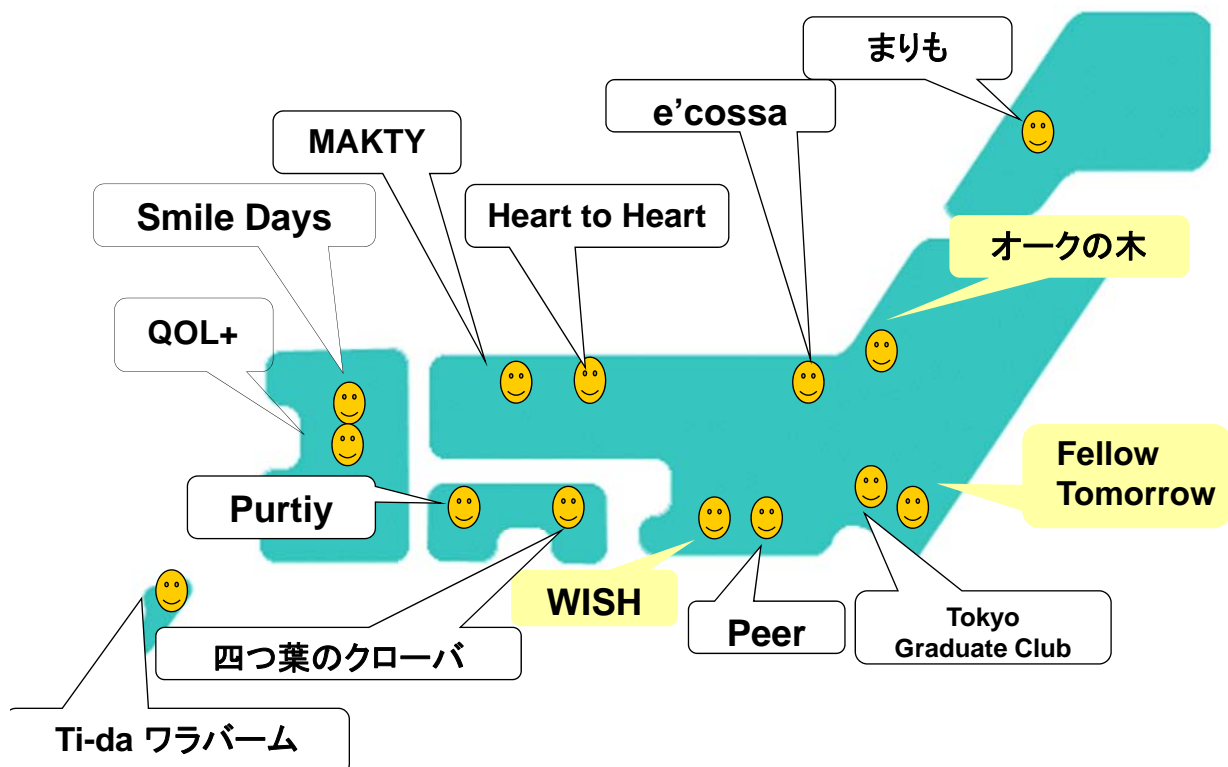 まりも
e’cossa
MAKTY
Smile Days
Heart to Heart
オークの木
QOL+
Fellow
Tomorrow
Purtiy
WISH
Peer
Tokyo
Graduate Club
四つ葉のクローバ
Ti-da ワラバーム